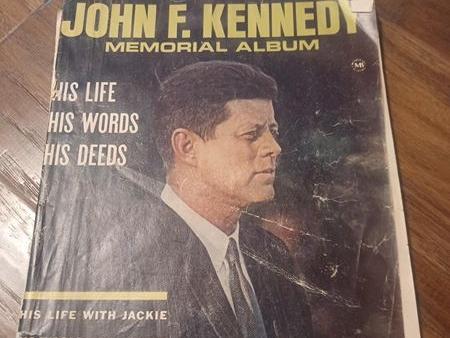 JOHN F. KENNEDY
MEMORIAL ALBUM
HIS LIFE
HIS WORDS
HIS DEEDS
HIS LIFE WITH JACKIE